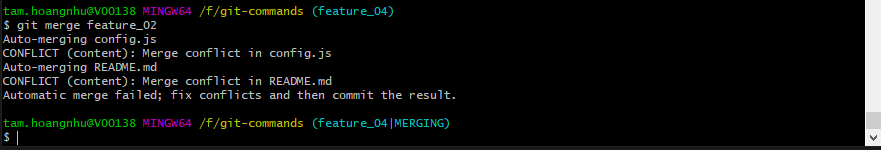 tam.hoangnhu@VOO138 MINGW64 /f/git-commands (feature_04)
$ git merge feature_02
Auto-merging config.js
CONFLICT (content): Merge conflict in config.js
Auto-merging README.md
CONFLICT (content): Merge conflict in README.md
Automatic merge failed; fix conflicts and then commit the result.
tam.hoangnhu@VOO138 MINGW64 /f/git-commands (feature_04|MERGING)
$